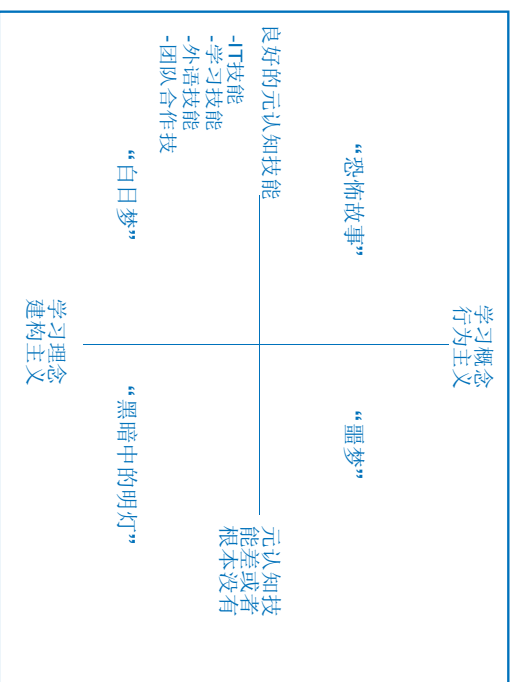 学习概念
行为主义
“恐怖故事”
“噩梦”
良好的元认知技能
-IT技能
-学习技能
-外语技能
-团队合作技
元认知技
能差或者
根本没有
“白日梦”
“黑暗中的明灯”
学习理念
建构主义